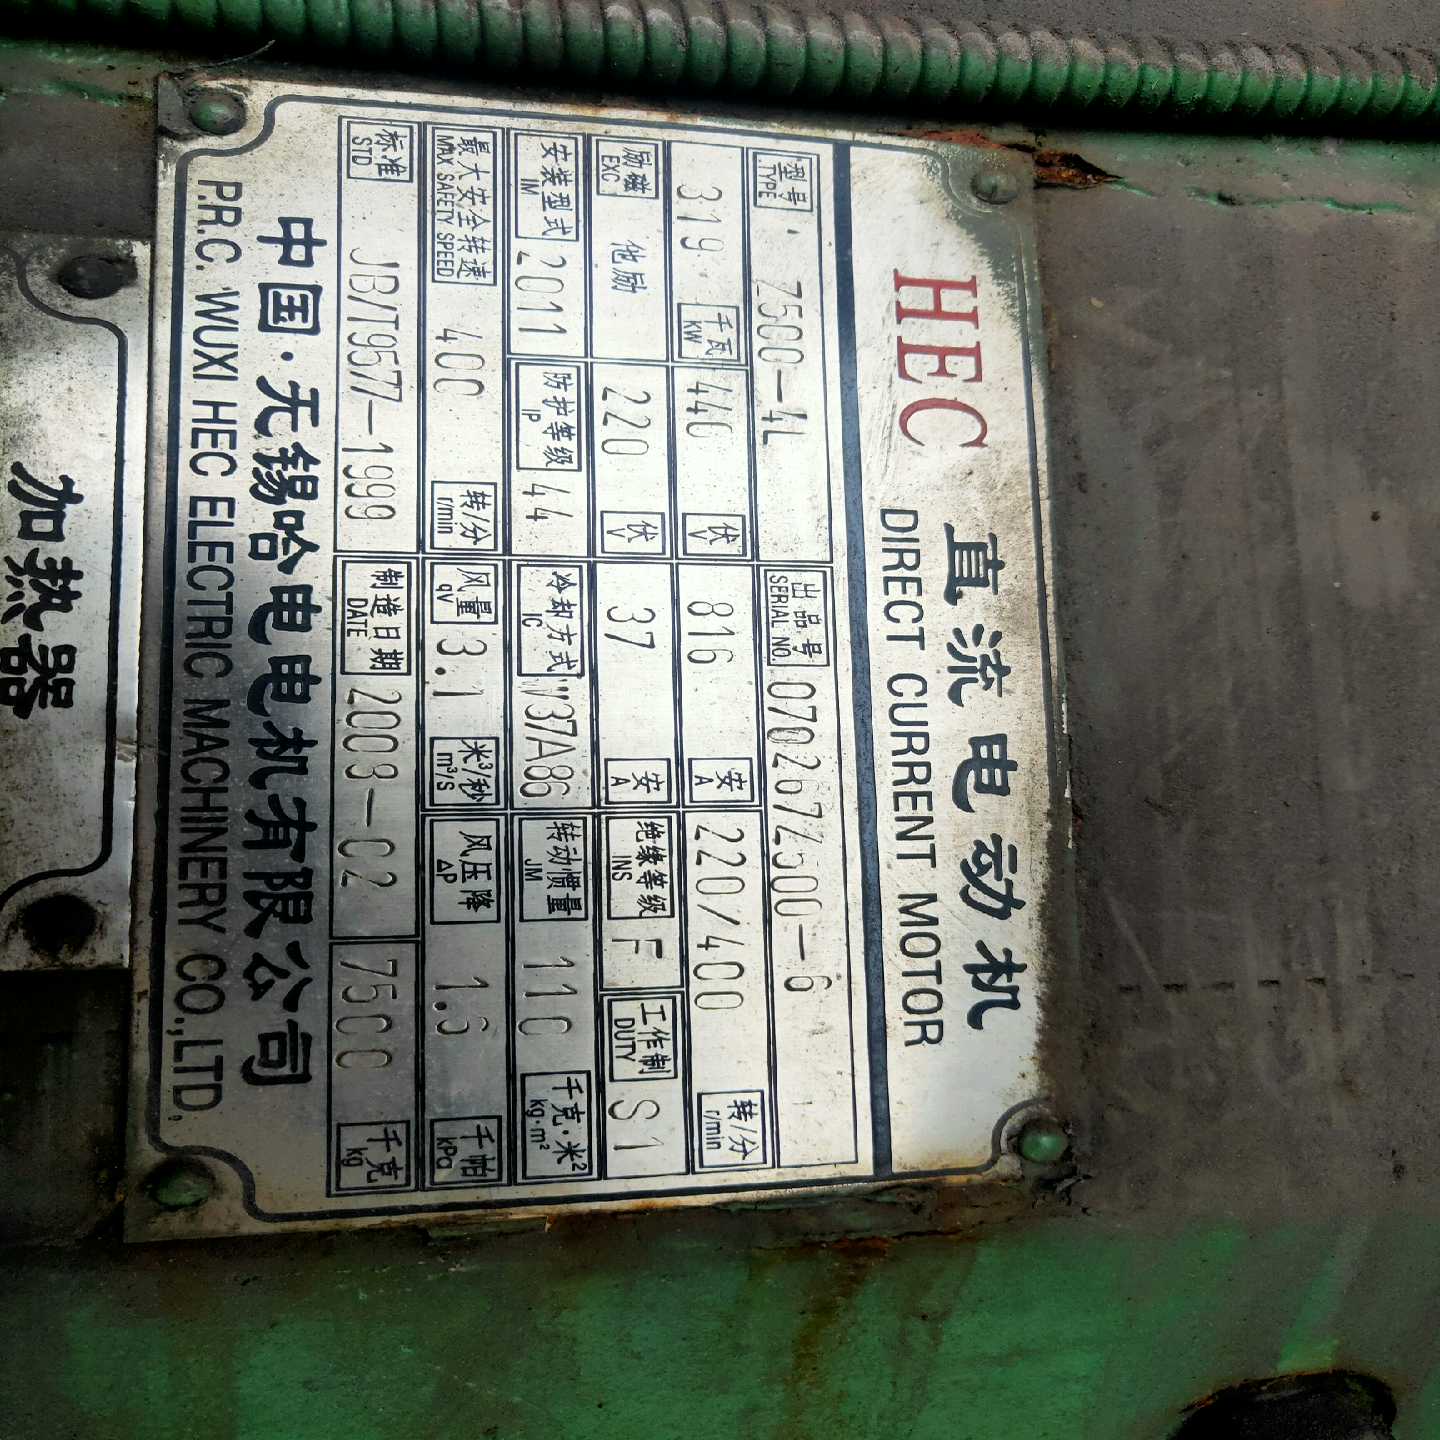 HEC 直流电动机
DIRECT CURRENT MOTOR
型号 TYPE Z500-4L 出品号 SERIAL NO. 070267Z500-6
319 千瓦 KW 440 伏 V 816 安 A 220/400 转/分 r/min
励磁 EXC 他励 220 伏 V 37 安 A 绝缘等级 INS F 工作制 DUTY S1
安装型式 IM 2011 防护等级 IP 44 冷却方式 IC W37A86 转动惯量 JM 110 千克·米² kg·m²
最大安全转速 MAX SAFETY SPEED 400 转/分 r/min 风量 qV 3.1 米³/秒 m³/S 风压降 ΔP 1.6 千帕 kPa
标准 STD JB/T9577-1999 制造日期 DATE 2008-02 7500 千克 kg
中国·无锡哈电电机有限公司
P.R.C. WUXI HEC ELECTRIC MACHINERY CO.,LTD.
加热器